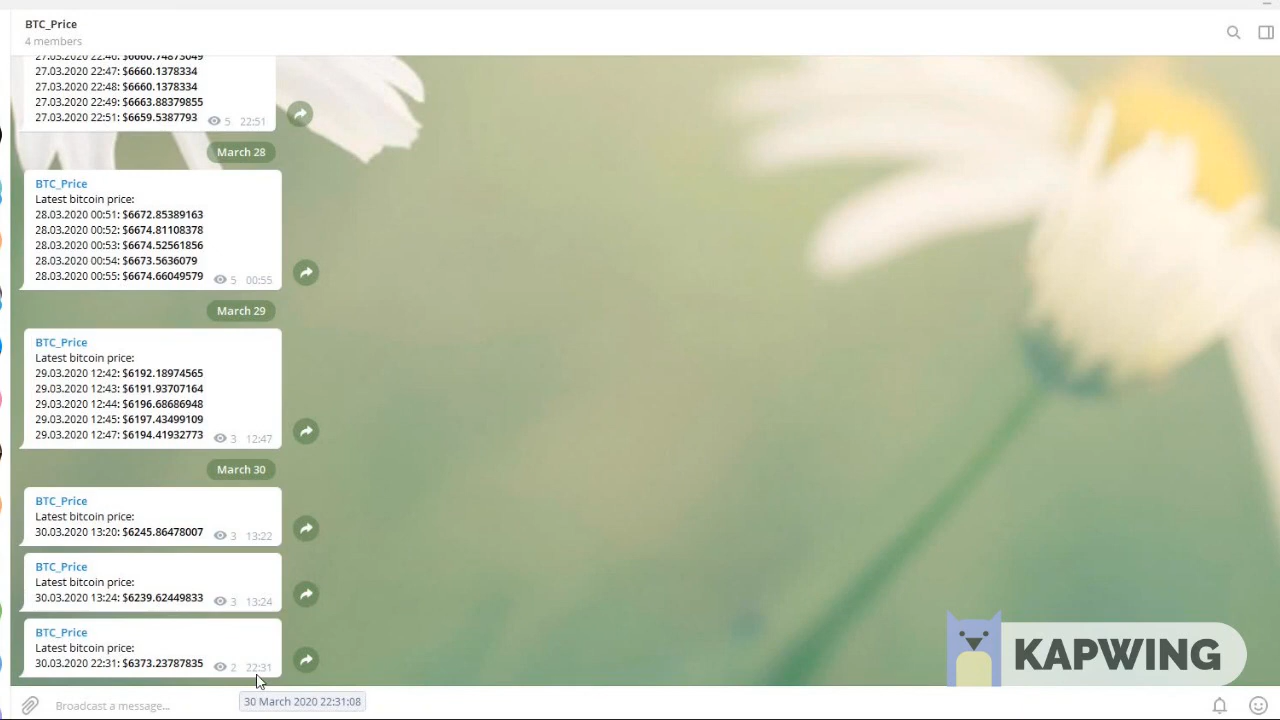 BTC_Price
4 members
27.03.2020 22:46: $6660.74873049
27.03.2020 22:47: $6660.1378334
27.03.2020 22:48: $6660.1378334
27.03.2020 22:49: $6663.88379855
27.03.2020 22:51: $6659.5387793
5 22:51
March 28
BTC_Price
Latest bitcoin price:
28.03.2020 00:51: $6672.85389163
28.03.2020 00:52: $6674.81108378
28.03.2020 00:53: $6674.52561856
28.03.2020 00:54: $6673.5636079
28.03.2020 00:55: $6674.66049579
5 00:55
March 29
BTC_Price
Latest bitcoin price:
29.03.2020 12:42: $6192.18974565
29.03.2020 12:43: $6191.93707164
29.03.2020 12:44: $6196.68686948
29.03.2020 12:45: $6197.43499109
29.03.2020 12:47: $6194.41932773
3 12:47
March 30
BTC_Price
Latest bitcoin price:
30.03.2020 13:20: $6245.86478007
3 13:22
BTC_Price
Latest bitcoin price:
30.03.2020 13:24: $6239.62449833
3 13:24
BTC_Price
Latest bitcoin price:
30.03.2020 22:31: $6373.23787835
2 22:31
KAPWING
Broadcast a message...
30 March 2020 22:31:08